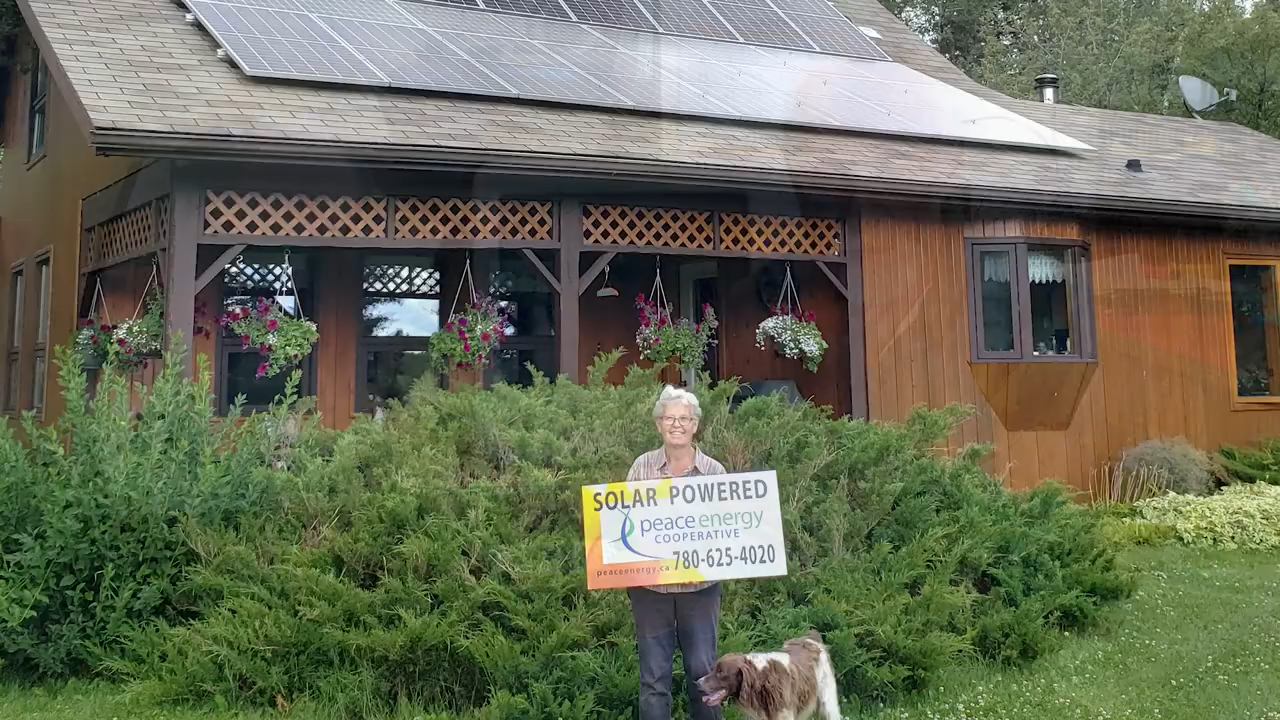 SOLAR POWERED
peace energy
COOPERATIVE
780-625-4020
peaceenergy.ca